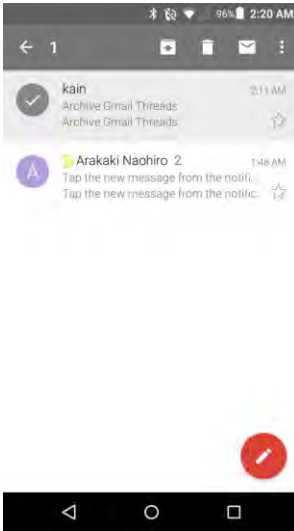 96% 2:20 AM
1
kain 2:11 AM
Archive Gmail Threads
Archive Gmail Threads
A Arakaki Naohiro 2 1:48 AM
Tap the new message from the notifi...
Tap the new message from the notific...